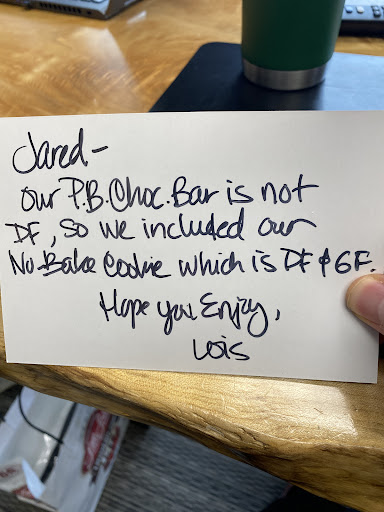 Jared-
Our P.B. Choc. Bar is not
DF, so we included our
No-Bake Cookie which is DF & GF.
Hope you Enjoy,
Lois